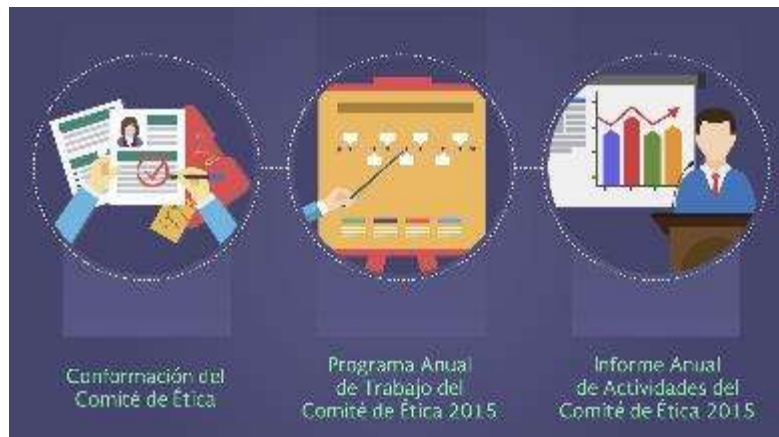 Conformación del
Comité de Ética
Programa Anual
de Trabajo del
Comité de Ética 2015
Informe Anual
de Actividades del
Comité de Ética 2015